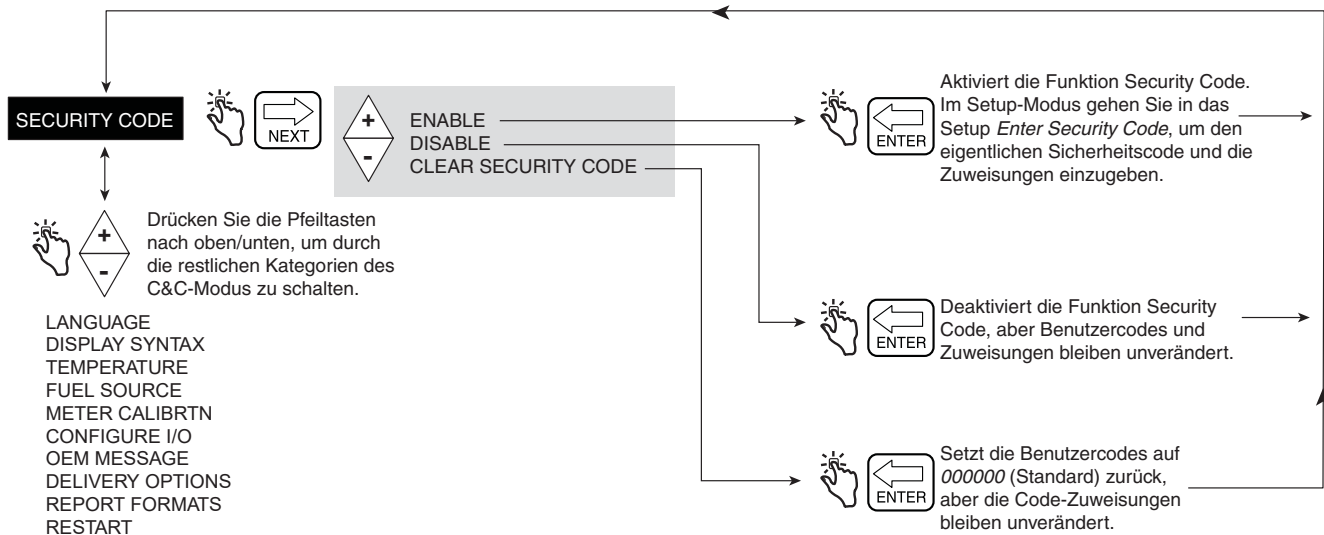 SECURITY CODE
NEXT
+
-
ENABLE
DISABLE
CLEAR SECURITY CODE
ENTER
Aktiviert die Funktion Security Code.
Im Setup-Modus gehen Sie in das
Setup Enter Security Code, um den
eigentlichen Sicherheitscode und die
Zuweisungen einzugeben.
+
-
Drücken Sie die Pfeiltasten
nach oben/unten, um durch
die restlichen Kategorien des
C&C-Modus zu schalten.
LANGUAGE
DISPLAY SYNTAX
TEMPERATURE
FUEL SOURCE
METER CALIBRTN
CONFIGURE I/O
OEM MESSAGE
DELIVERY OPTIONS
REPORT FORMATS
RESTART
ENTER
Deaktiviert die Funktion Security
Code, aber Benutzercodes und
Zuweisungen bleiben unverändert.
ENTER
Setzt die Benutzercodes auf
000000 (Standard) zurück,
aber die Code-Zuweisungen
bleiben unverändert.